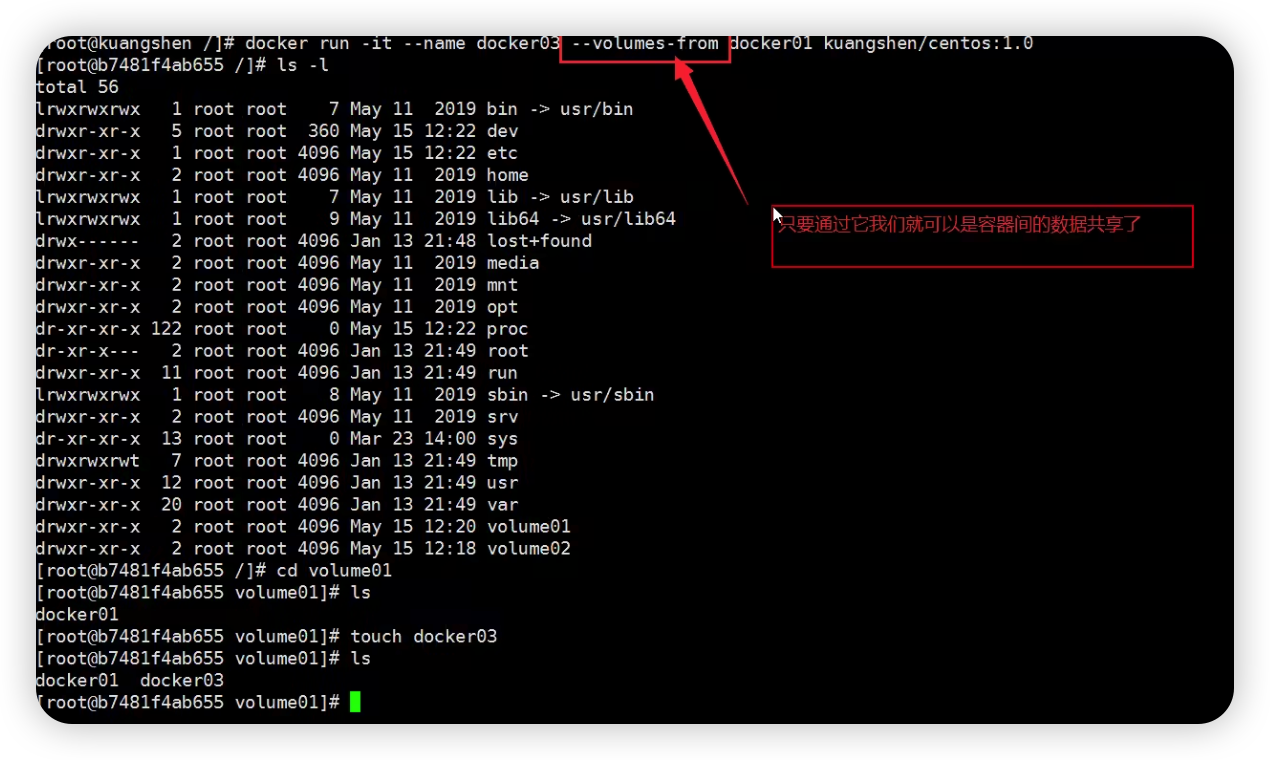 [root@kuangshen /]# docker run -it --name docker03 --volumes-from docker01 kuangshen/centos:1.0
[root@b7481f4ab655 /]# ls -l
total 56
lrwxrwxrwx   1 root root    7 May 11  2019 bin -> usr/bin
drwxr-xr-x   5 root root  360 May 15 12:22 dev
drwxr-xr-x   1 root root 4096 May 15 12:22 etc
drwxr-xr-x   2 root root 4096 May 11  2019 home
lrwxrwxrwx   1 root root    7 May 11  2019 lib -> usr/lib
lrwxrwxrwx   1 root root    9 May 11  2019 lib64 -> usr/lib64
drwx------   2 root root 4096 Jan 13 21:48 lost+found
drwxr-xr-x   2 root root 4096 May 11  2019 media
drwxr-xr-x   2 root root 4096 May 11  2019 mnt
drwxr-xr-x   2 root root 4096 May 11  2019 opt
dr-xr-xr-x 122 root root    0 May 15 12:22 proc
dr-xr-x---   2 root root 4096 Jan 13 21:49 root
drwxr-xr-x  11 root root 4096 Jan 13 21:49 run
lrwxrwxrwx   1 root root    8 May 11  2019 sbin -> usr/sbin
drwxr-xr-x   2 root root 4096 May 11  2019 srv
dr-xr-xr-x  13 root root    0 Mar 23 14:00 sys
drwxrwxrwt   7 root root 4096 Jan 13 21:49 tmp
drwxr-xr-x  12 root root 4096 Jan 13 21:49 usr
drwxr-xr-x  20 root root 4096 Jan 13 21:49 var
drwxr-xr-x   2 root root 4096 May 15 12:20 volume01
drwxr-xr-x   2 root root 4096 May 15 12:18 volume02
[root@b7481f4ab655 /]# cd volume01
[root@b7481f4ab655 volume01]# ls
docker01
[root@b7481f4ab655 volume01]# touch docker03
[root@b7481f4ab655 volume01]# ls
docker01  docker03
[root@b7481f4ab655 volume01]#
只要通过它我们就可以是容器间的数据共享了